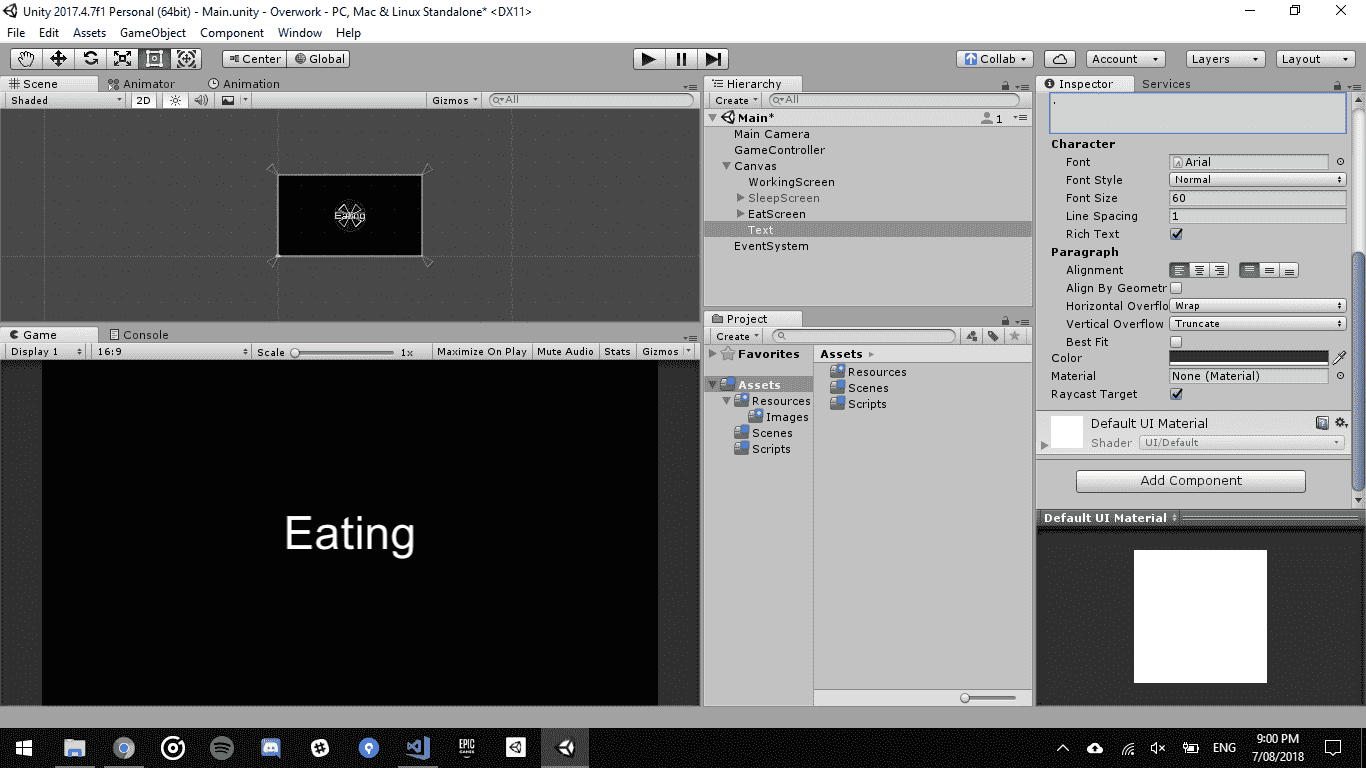 Unity 2017.4.7f1 Personal (64bit) - Main.unity - Overwork - PC, Mac & Linux Standalone* <DX11>
File Edit Assets GameObject Component Window Help
Center Global Collab Account Layers Layout
Scene Animator Animation
Shaded 2D Gizmos All
Eating
Game Console
Display 1 16:9 Scale 1x Maximize On Play Mute Audio Stats Gizmos
Eating
Hierarchy
Create All
Main* 1
Main Camera
GameController
Canvas
WorkingScreen
SleepScreen
EatScreen
Text
EventSystem
Project
Create
Favorites
Assets
Resources
Images
Scenes
Scripts
Assets
Resources
Scenes
Scripts
Inspector Services
.
Character
Font Arial
Font Style Normal
Font Size 60
Line Spacing 1
Rich Text
Paragraph
Alignment
Align By Geometr
Horizontal Overflo Wrap
Vertical Overflow Truncate
Best Fit
Color
Material None (Material)
Raycast Target
Default UI Material
Shader UI/Default
Add Component
Default UI Material
EPIC
GAMES
ENG
9:00 PM
7/08/2018